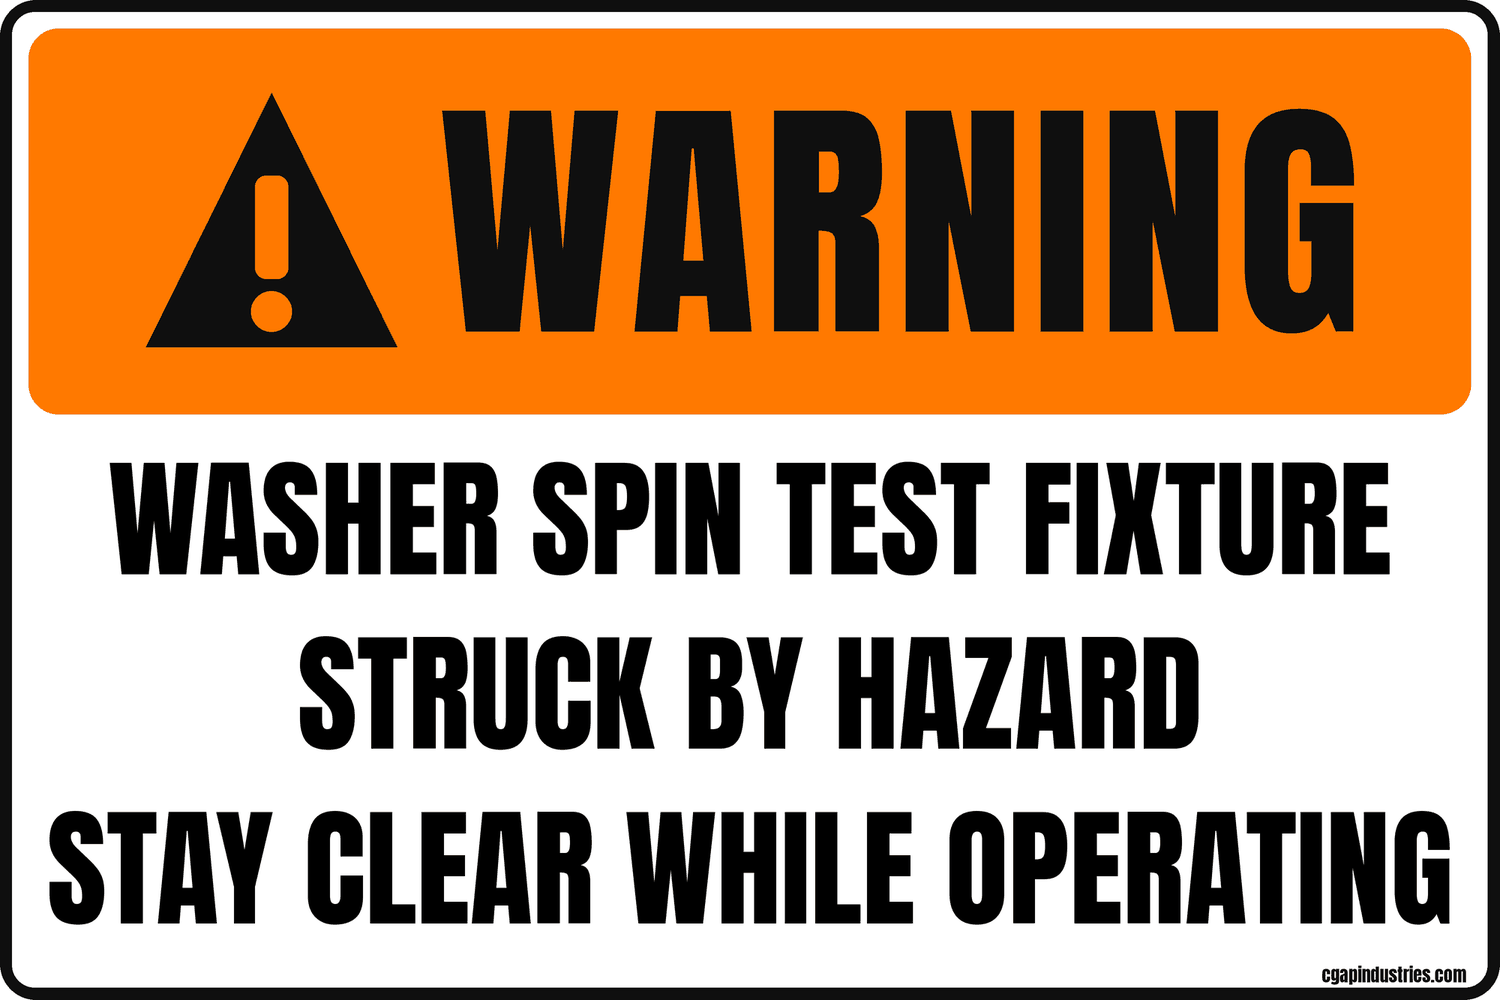 WARNING
WASHER SPIN TEST FIXTURE
STRUCK BY HAZARD
STAY CLEAR WHILE OPERATING
cgapindustries.com